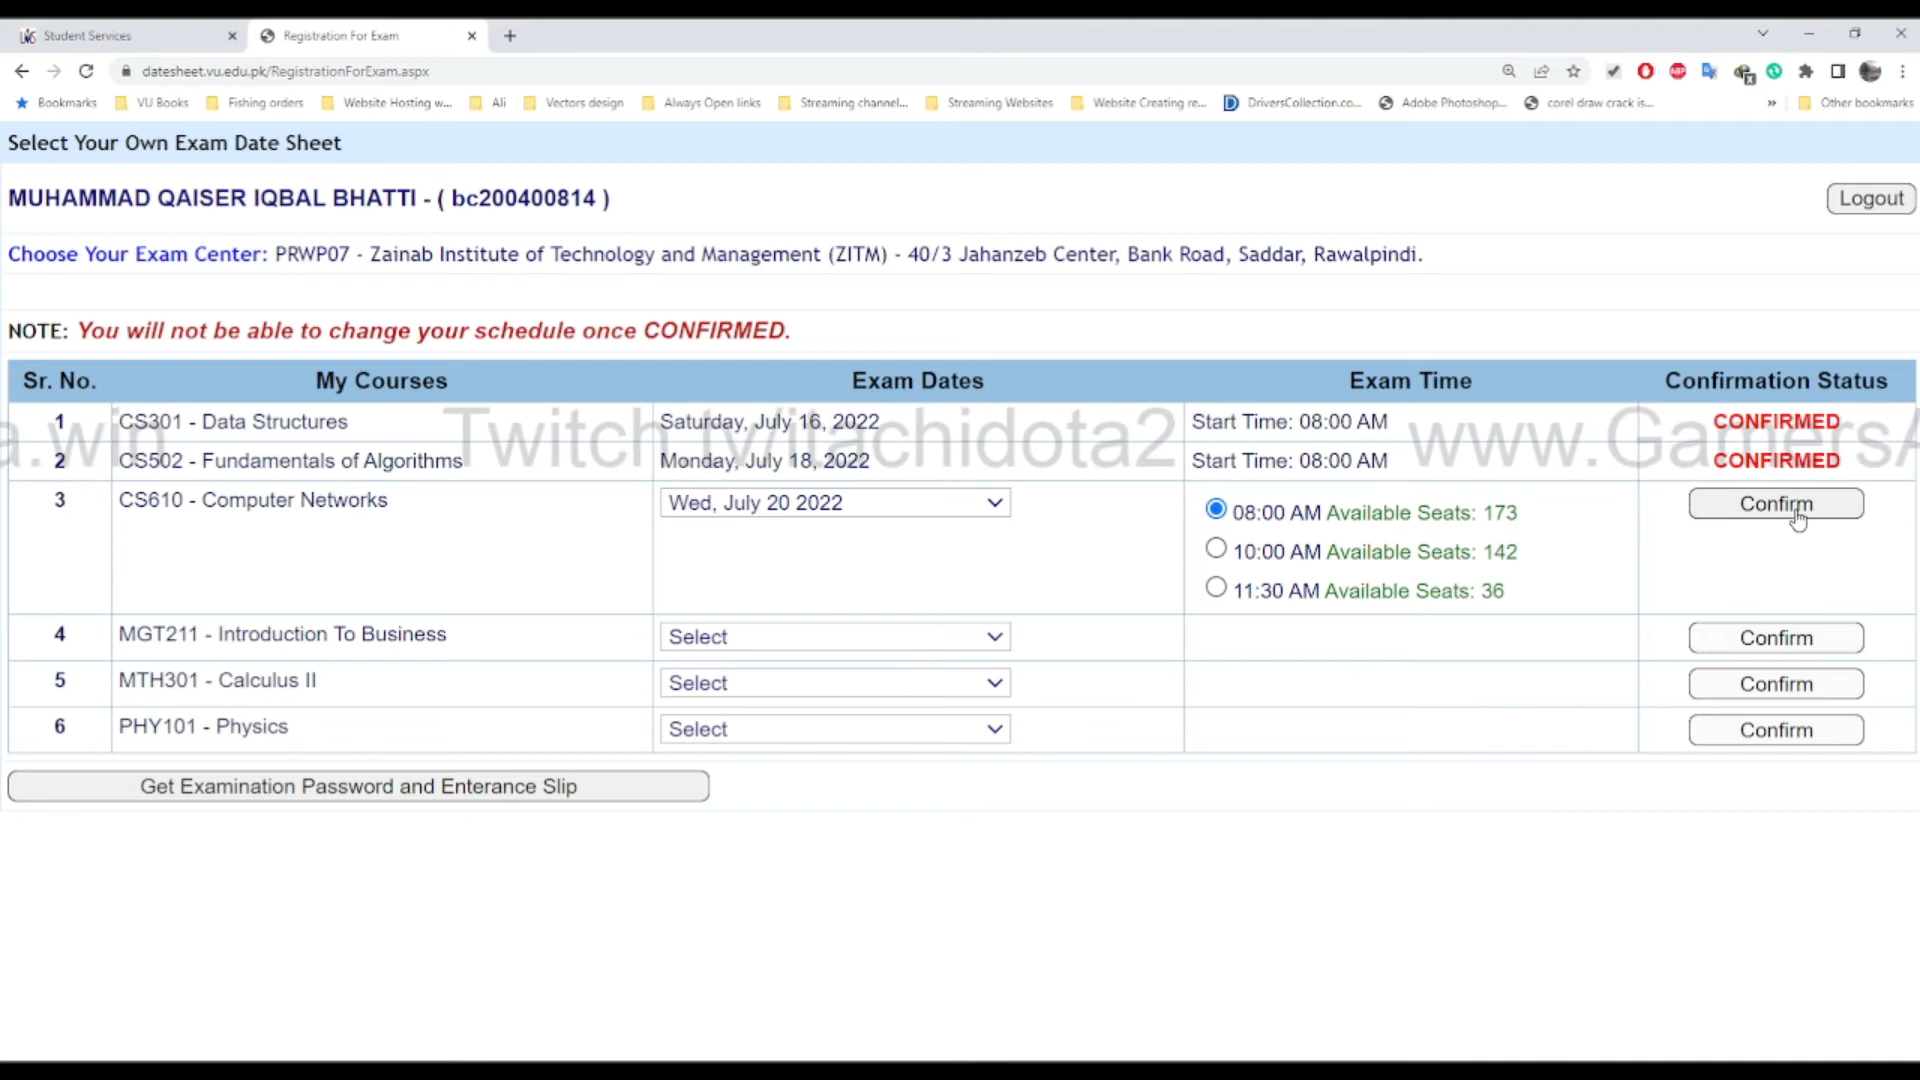 Student Services
Registration For Exam
datesheet.vu.edu.pk/RegistrationForExam.aspx
Bookmarks VU Books Fishing orders Website Hosting w... Ali Vectors design Always Open links Streaming channel... Streaming Websites Website Creating re... DriversCollection.co... Adobe Photoshop... corel draw crack is... » Other bookmarks
Select Your Own Exam Date Sheet
MUHAMMAD QAISER IQBAL BHATTI - ( bc200400814 )
Logout
Choose Your Exam Center: PRWP07 - Zainab Institute of Technology and Management (ZITM) - 40/3 Jahanzeb Center, Bank Road, Saddar, Rawalpindi.
NOTE: You will not be able to change your schedule once CONFIRMED.
Sr. No. My Courses Exam Dates Exam Time Confirmation Status
1 CS301 - Data Structures Saturday, July 16, 2022 Start Time: 08:00 AM CONFIRMED
a.win Twitch.tv/itachidota2 www.GamersA
2 CS502 - Fundamentals of Algorithms Monday, July 18, 2022 Start Time: 08:00 AM CONFIRMED
3 CS610 - Computer Networks Wed, July 20 2022 08:00 AM Available Seats: 173 Confirm
10:00 AM Available Seats: 142
11:30 AM Available Seats: 36
4 MGT211 - Introduction To Business Select Confirm
5 MTH301 - Calculus II Select Confirm
6 PHY101 - Physics Select Confirm
Get Examination Password and Enterance Slip